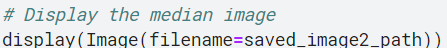 # Display the median image
display(Image(filename=saved_image2_path))